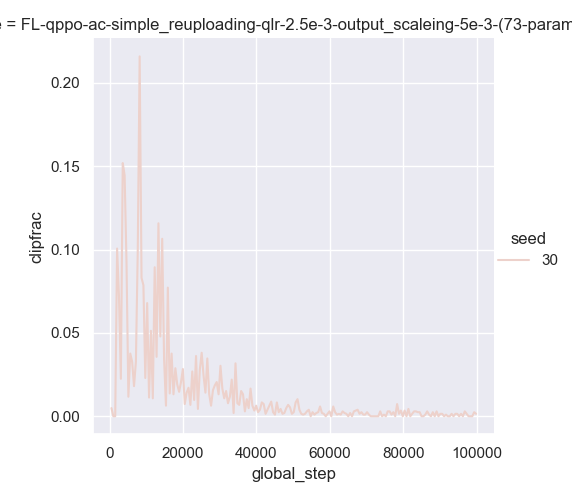 e = FL-qppo-ac-simple_reuploading-qlr-2.5e-3-output_scaleing-5e-3-(73-param
0.20
0.15
0.10
0.05
0.00
clipfrac
0 20000 40000 60000 80000 100000
global_step
seed
30